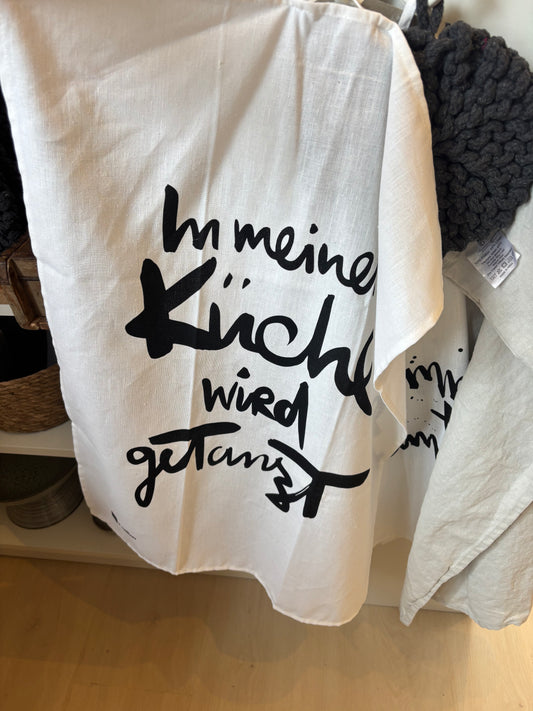 In meiner
Küche
wird
getanzt